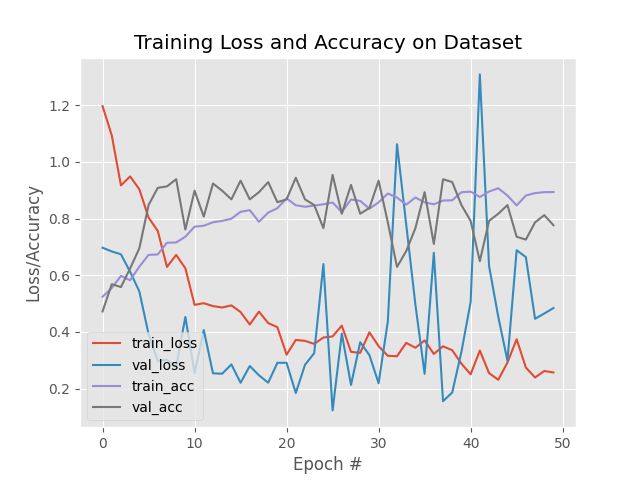 Training Loss and Accuracy on Dataset
Loss/Accuracy
1.2
1.0
0.8
0.6
0.4
0.2
train_loss
val_loss
train_acc
val_acc
0 10 20 30 40 50
Epoch #